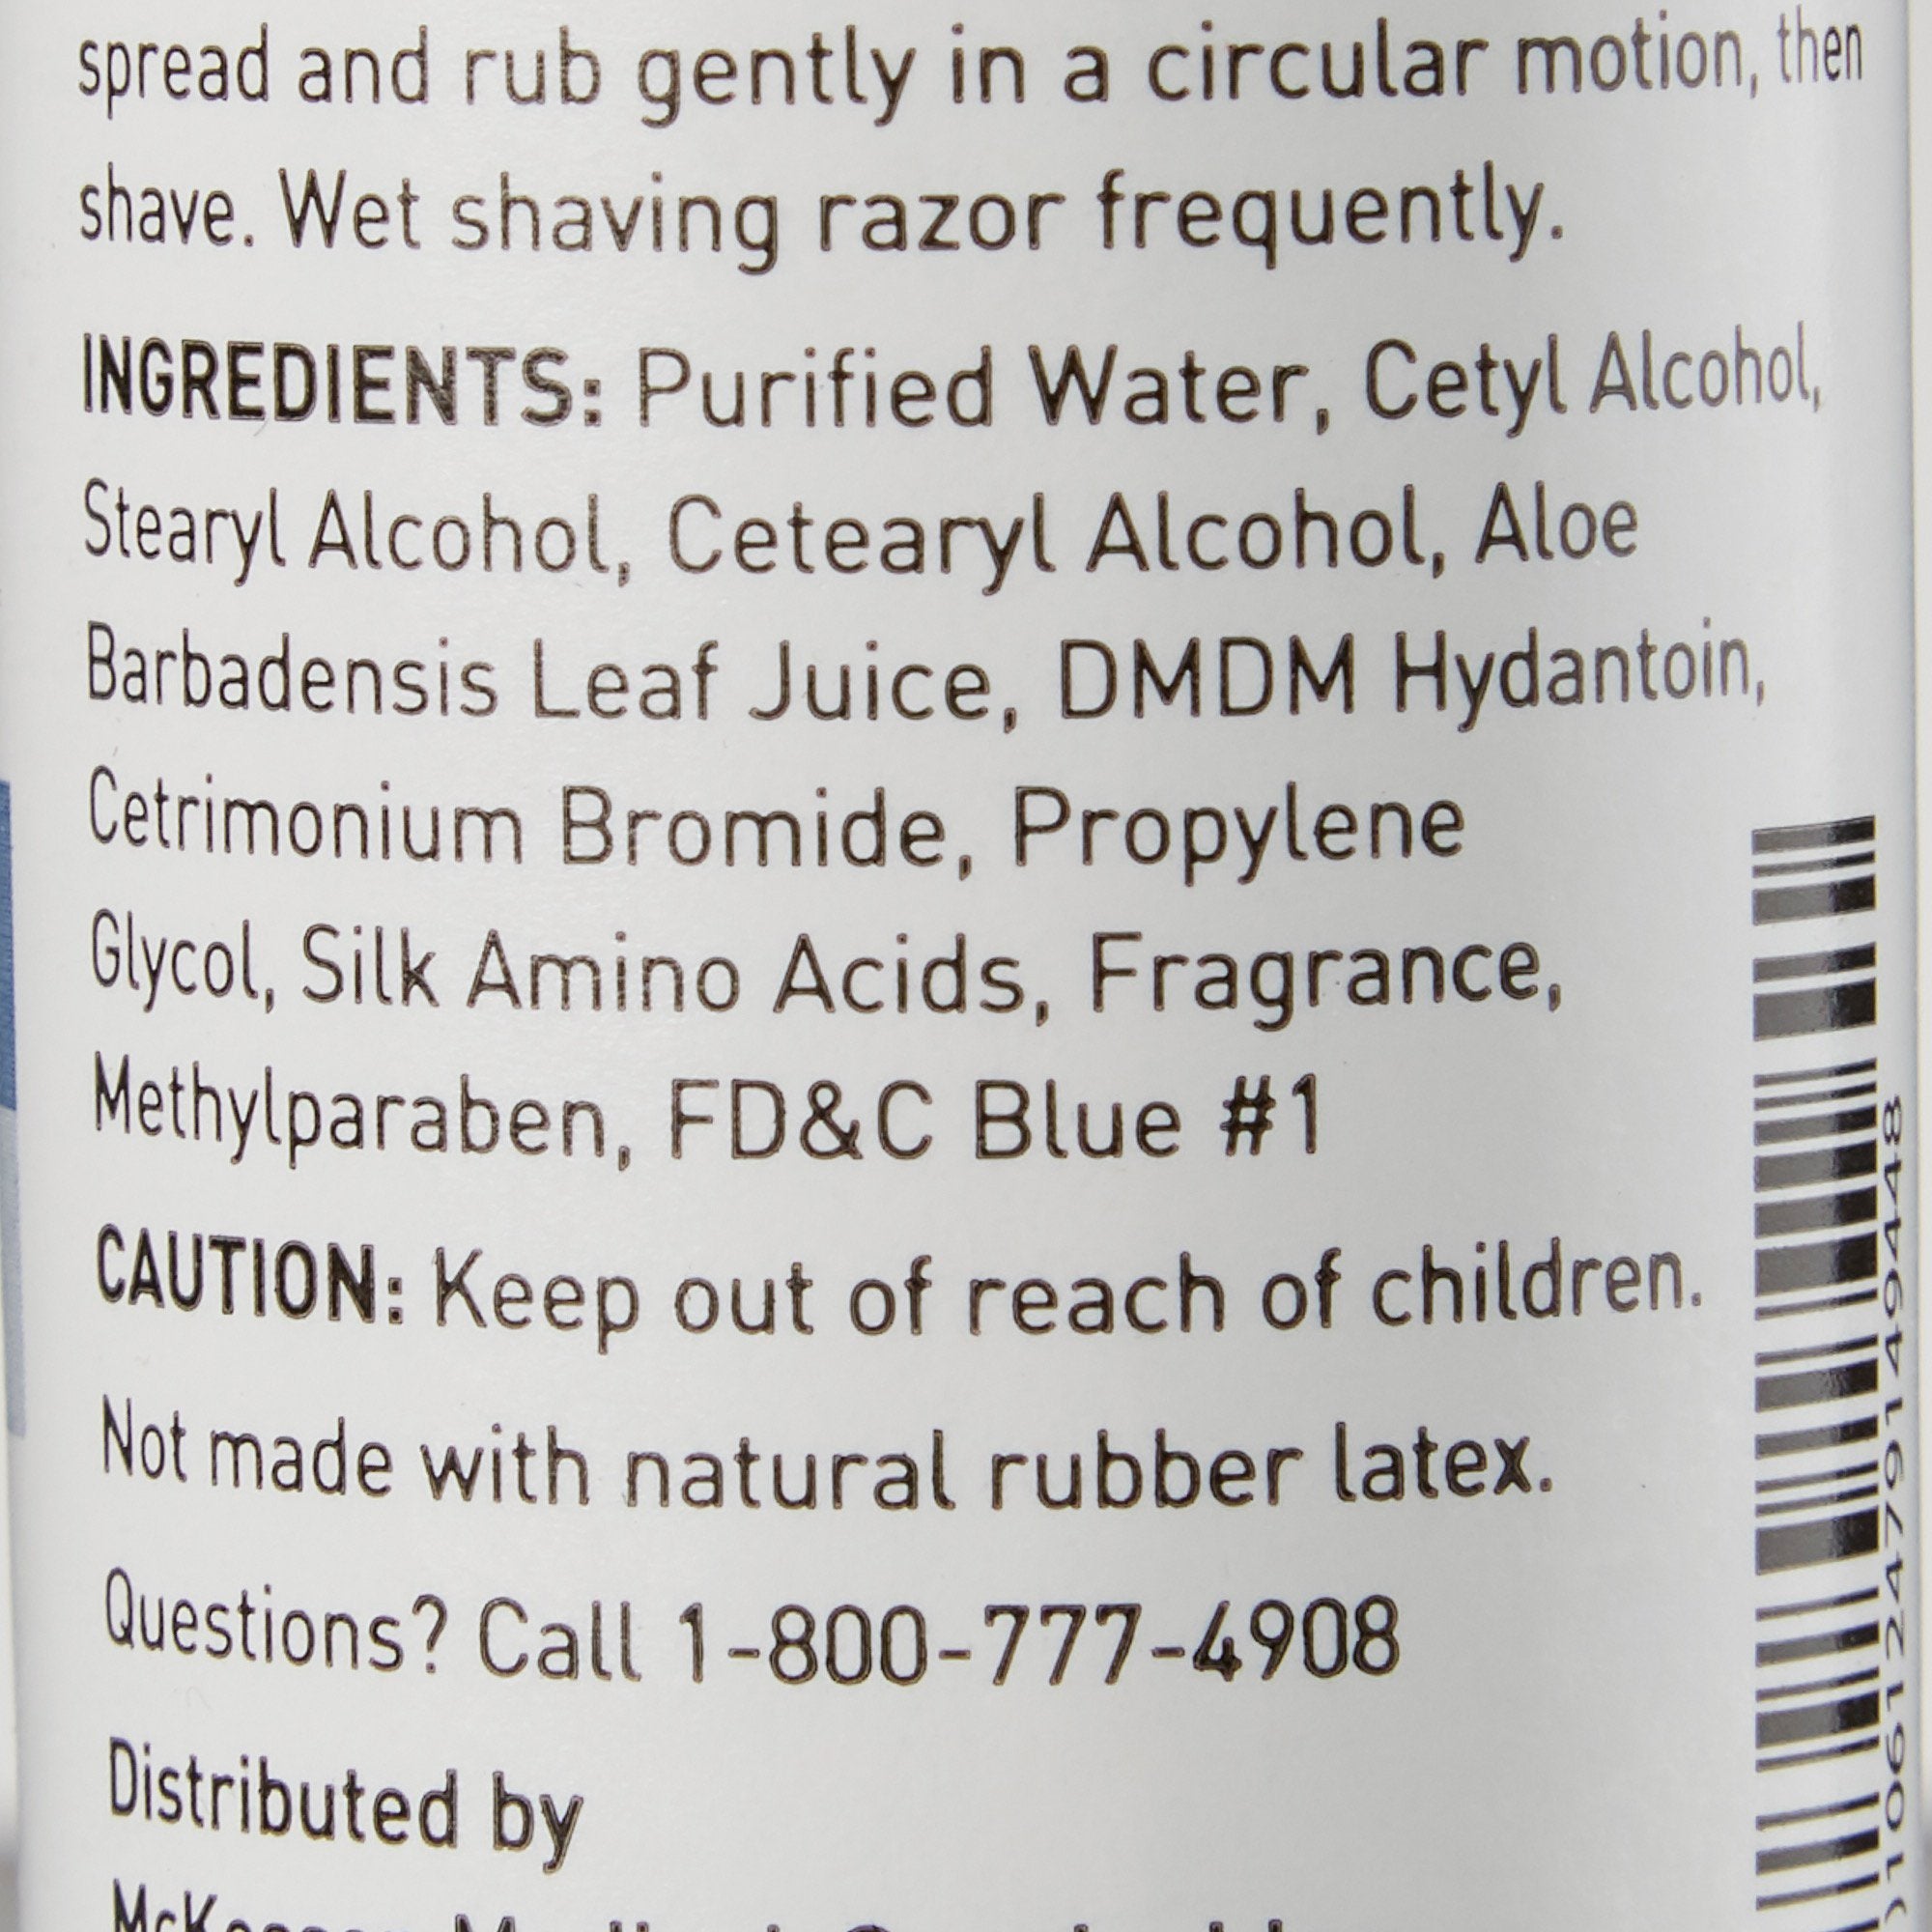 spread and rub gently in a circular motion, then
shave. Wet shaving razor frequently.
INGREDIENTS: Purified Water, Cetyl Alcohol,
Stearyl Alcohol, Cetearyl Alcohol, Aloe
Barbadensis Leaf Juice, DMDM Hydantoin,
Cetrimonium Bromide, Propylene
Glycol, Silk Amino Acids, Fragrance,
Methylparaben, FD&C Blue #1
CAUTION: Keep out of reach of children.
Not made with natural rubber latex.
Questions? Call 1-800-777-4908
Distributed by